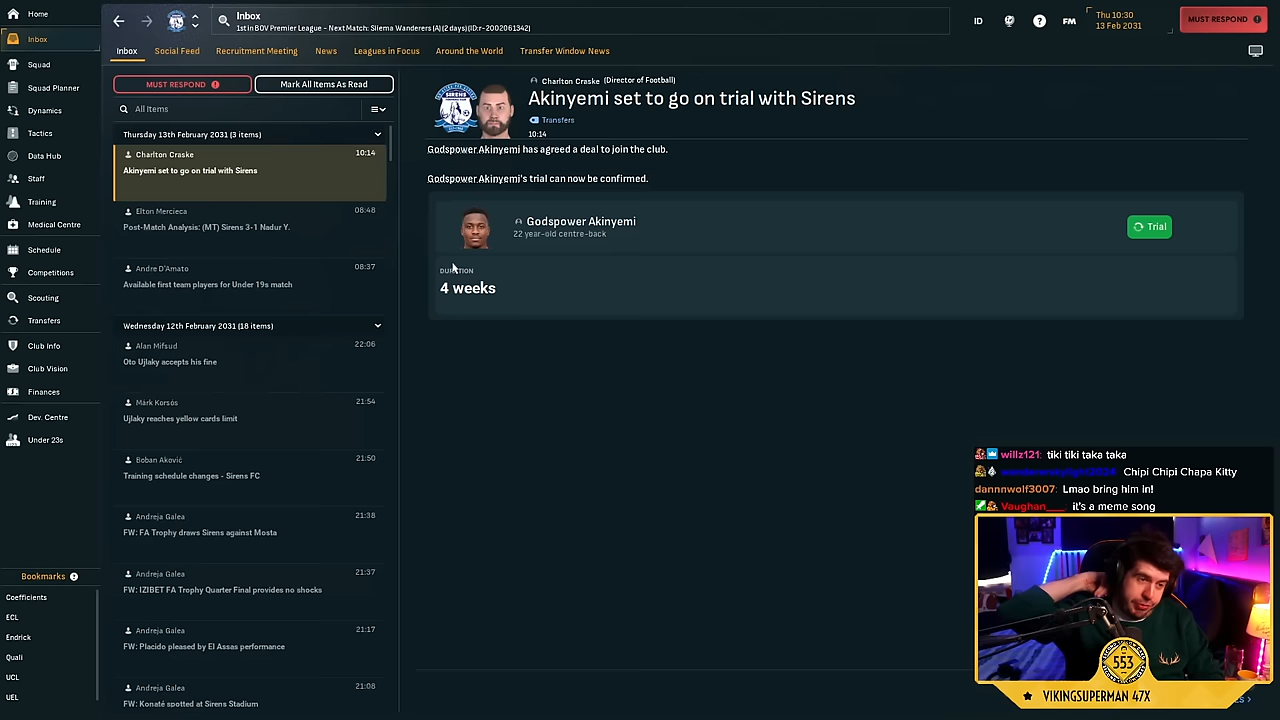 Home
Inbox
Squad
Squad Planner
Dynamics
Tactics
Data Hub
Staff
Training
Medical Centre
Schedule
Competitions
Scouting
Transfers
Club Info
Club Vision
Finances
Dev. Centre
Under 23s
Bookmarks
Coefficients
ECL
Endrick
Quali
UCL
UEL
Inbox
1st in BOV Premier League - Next Match: Sliema Wanderers (A) (2 days) (ID:r-2002061342)
ID
FM
Thu 10:30
13 Feb 2031
MUST RESPOND
Inbox
Social Feed
Recruitment Meeting
News
Leagues in Focus
Around the World
Transfer Window News
MUST RESPOND
Mark All Items As Read
All Items
Thursday 13th February 2031 (3 items)
Charlton Craske 10:14
Akinyemi set to go on trial with Sirens
Elton Mercieca 08:48
Post-Match Analysis: (MT) Sirens 3-1 Nadur Y.
Andre D'Amato 08:37
Available first team players for Under 19s match
Wednesday 12th February 2031 (18 items)
Alan Mifsud 22:06
Oto Ujlaky accepts his fine
Márk Korsós 21:54
Ujlaky reaches yellow cards limit
Boban Aković 21:50
Training schedule changes - Sirens FC
Andreja Galea 21:38
FW: FA Trophy draws Sirens against Mosta
Andreja Galea 21:37
FW: IZIBET FA Trophy Quarter Final provides no shocks
Andreja Galea 21:17
FW: Placido pleased by El Assas performance
Andreja Galea 21:08
FW: Konaté spotted at Sirens Stadium
SIRENS
Charlton Craske (Director of Football)
Akinyemi set to go on trial with Sirens
Transfers
10:14
Godspower Akinyemi has agreed a deal to join the club.
Godspower Akinyemi's trial can now be confirmed.
Godspower Akinyemi
22 year-old centre-back
Trial
DURATION
4 weeks
willz121: tiki tiki taka taka
Chipi Chipi Chapa Kitty
dannnwolf3007: Lmao bring him in!
Vaughan___: it's a meme song
553
VIKINGSUPERMAN 47X